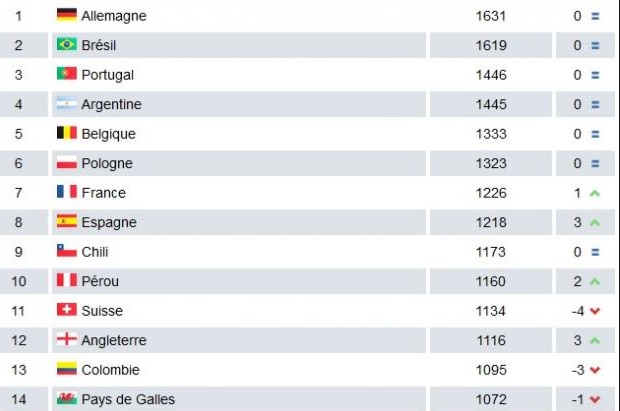 1 Allemagne 1631 0 =
2 Brésil 1619 0 =
3 Portugal 1446 0 =
4 Argentine 1445 0 =
5 Belgique 1333 0 =
6 Pologne 1323 0 =
7 France 1226 1
8 Espagne 1218 3
9 Chili 1173 0 =
10 Pérou 1160 2
11 Suisse 1134 -4
12 Angleterre 1116 3
13 Colombie 1095 -3
14 Pays de Galles 1072 -1